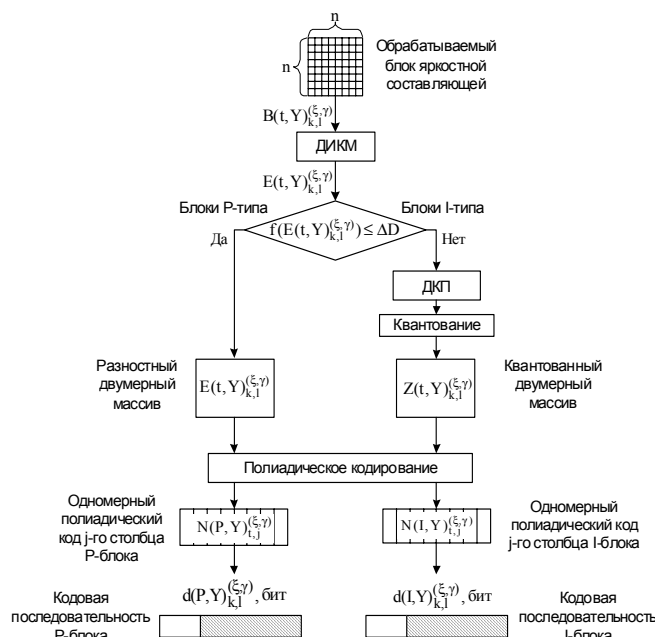 n
n
Обрабатываемый
блок яркостной
составляющей
B(t,Y)_{k,l}^{(ξ,γ)}
ДИКМ
E(t,Y)_{k,l}^{(ξ,γ)}
Блоки P-типа
Блоки I-типа
f(E(t,Y)_{k,l}^{(ξ,γ)}) ≤ ΔD
Да
Нет
ДКП
Квантование
Разностный
двумерный
массив
E(t,Y)_{k,l}^{(ξ,γ)}
Z(t,Y)_{k,l}^{(ξ,γ)}
Квантованный
двумерный
массив
Полиадическое кодирование
Одномерный
полиадический
код j-го столбца
P-блока
N(P,Y)_{t,j}^{(ξ,γ)}
N(I,Y)_{t,j}^{(ξ,γ)}
Одномерный
полиадический код
j-го столбца I-блока
d(P,Y)_{k,l}^{(ξ,γ)}, бит
d(I,Y)_{k,l}^{(ξ,γ)}, бит
Кодовая
последовательность
P-блока
Кодовая
последовательность
I-блока